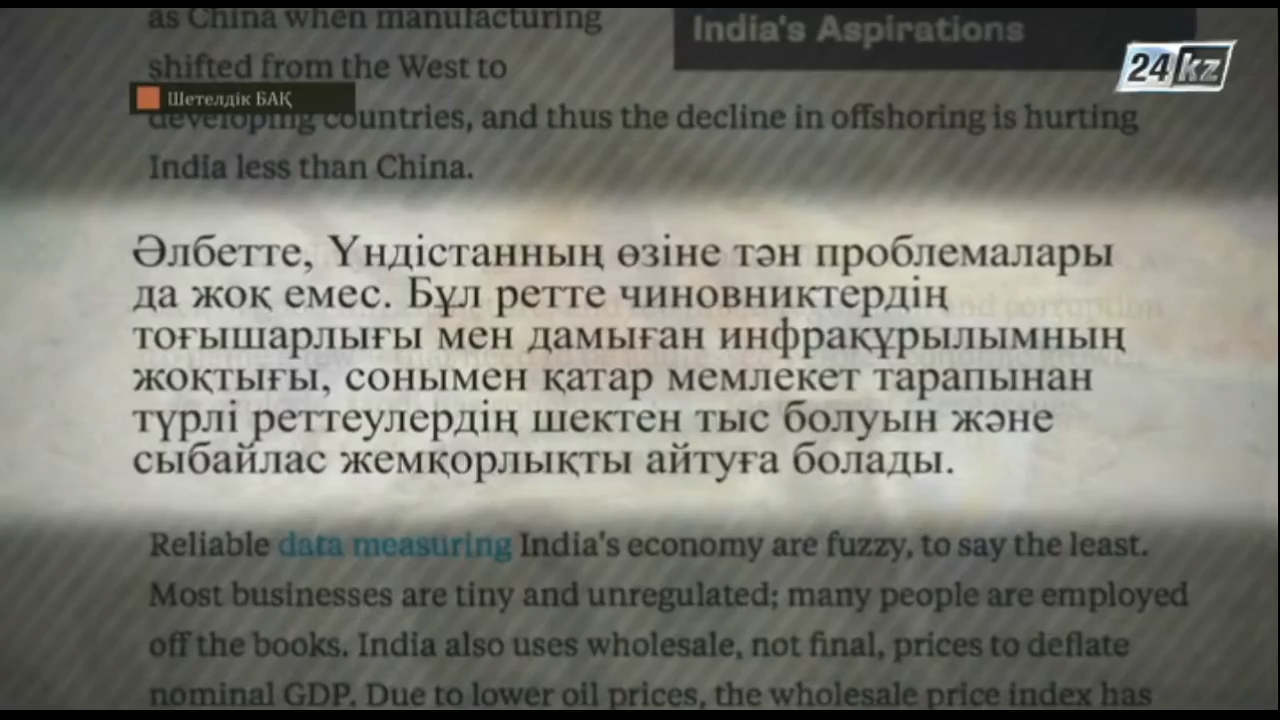 as China when manufacturing
India's Aspirations
24kz
shifted from the West to
Шетелдік БАҚ
developing countries, and thus the decline in offshoring is hurting
India less than China.
Әлбетте, Үндістанның өзіне тән проблемалары
да жоқ емес. Бұл ретте чиновниктердің
тоғышарлығы мен дамыған инфрақұрылымның
жоқтығы, сонымен қатар мемлекет тарапынан
түрлі реттеулердің шектен тыс болуын және
сыбайлас жемқорлықты айтуға болады.
Reliable data measuring India's economy are fuzzy, to say the least.
Most businesses are tiny and unregulated; many people are employed
off the books. India also uses wholesale, not final, prices to deflate
nominal GDP. Due to lower oil prices, the wholesale price index has